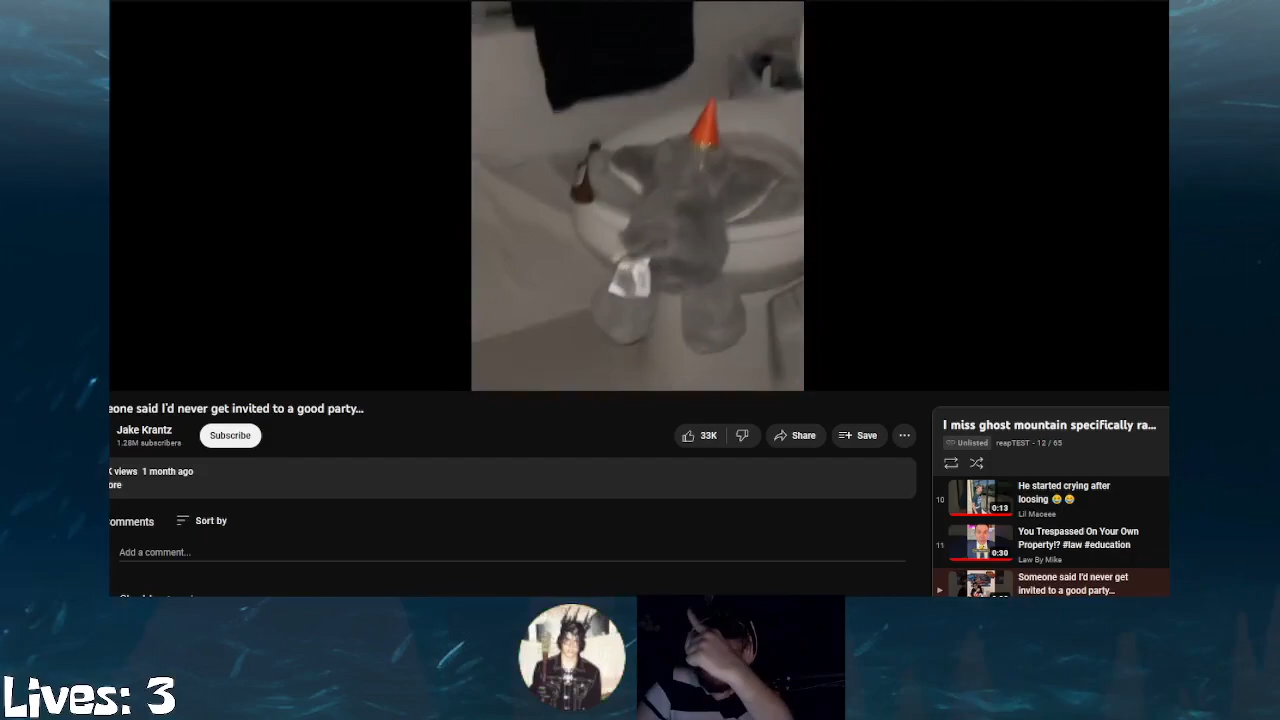 eone said I'd never get invited to a good party...
Jake Krantz
1.28M subscribers
Subscribe
33K
Share
Save
K views 1 month ago
ore
omments
Sort by
Add a comment...
I miss ghost mountain specifically ra...
Unlisted
reapTEST - 12 / 65
10
0:13
He started crying after
loosing 😂 😂
Lil Maceee
11
0:30
You Trespassed On Your Own
Property!? #law #education
Law By Mike
Someone said I'd never get
invited to a good party...
Lives: 3